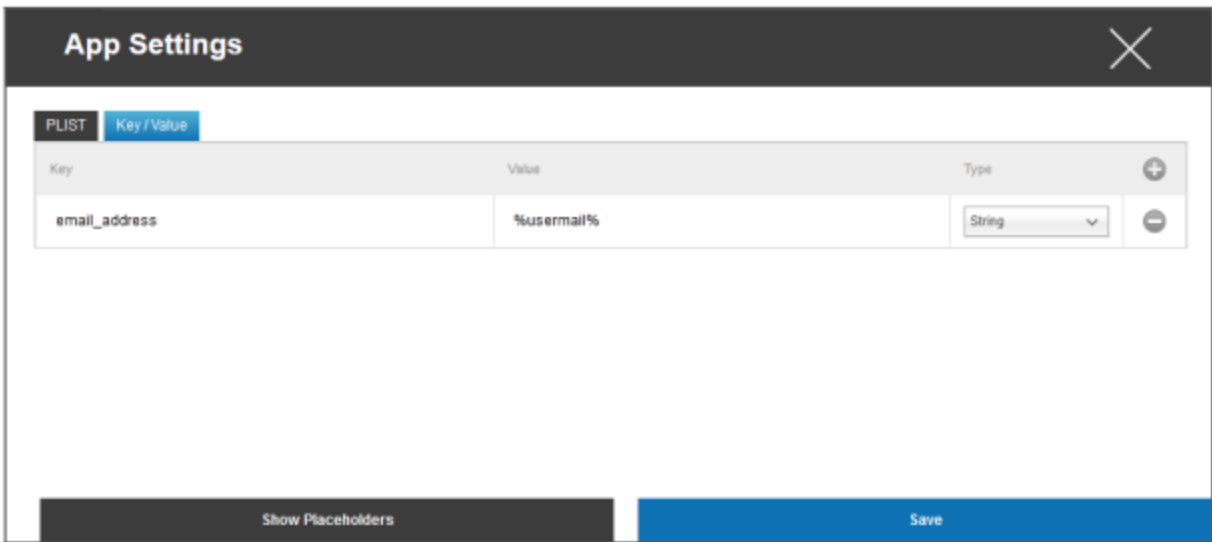 App Settings
PLIST Key / Value
Key Value Type
email_address %usermail% String
Show Placeholders Save